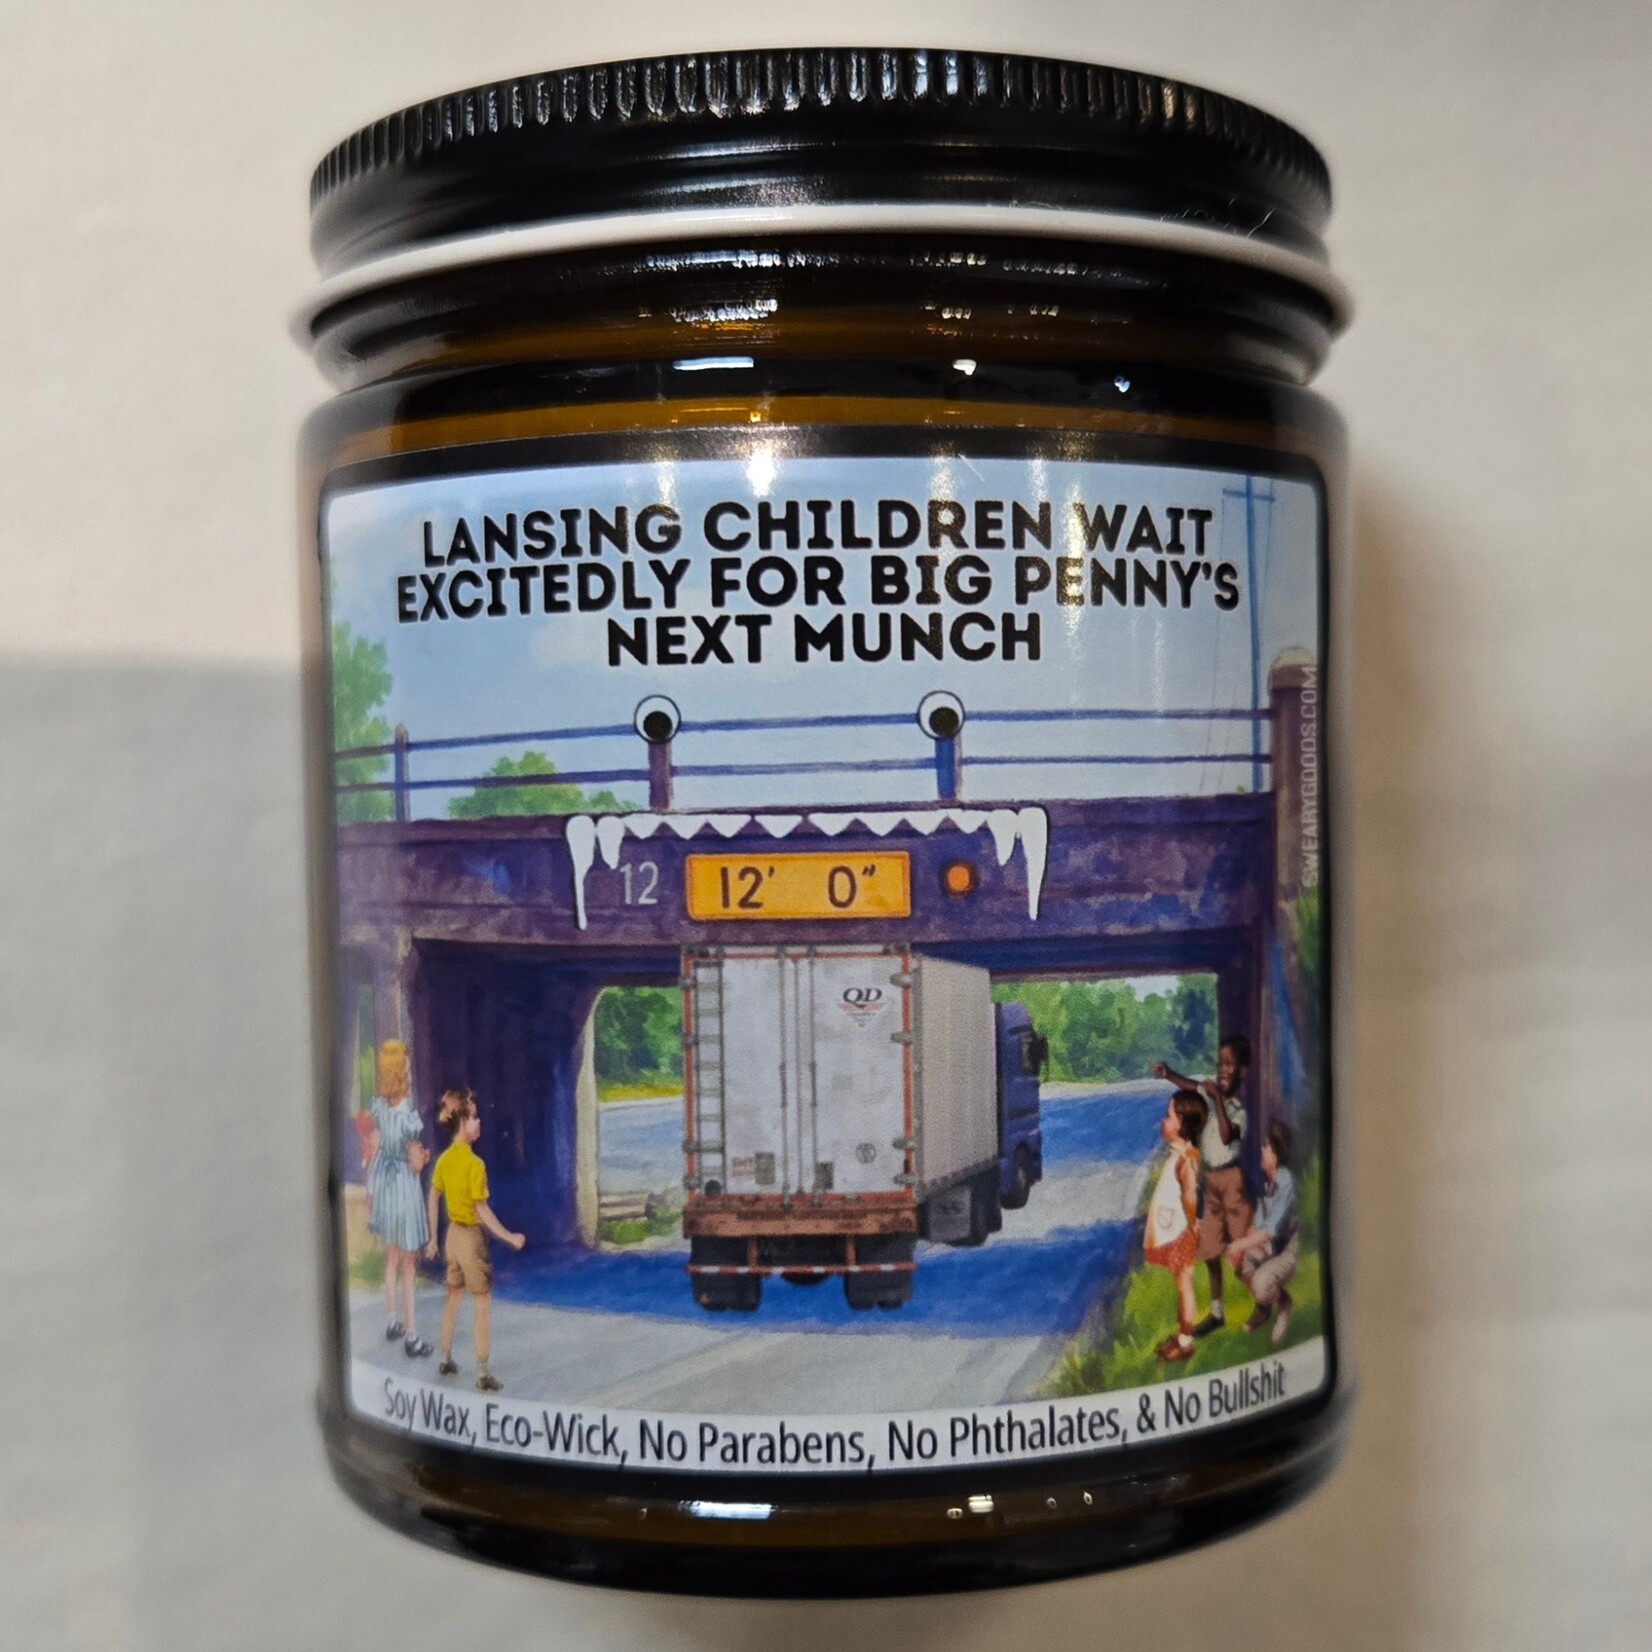 LANSING CHILDREN WAIT
EXCITEDLY FOR BIG PENNY'S
NEXT MUNCH
SWEARYGOODS.COM
12
12' 0"
QD
Soy Wax, Eco-Wick, No Parabens, No Phthalates, & No Bullshit